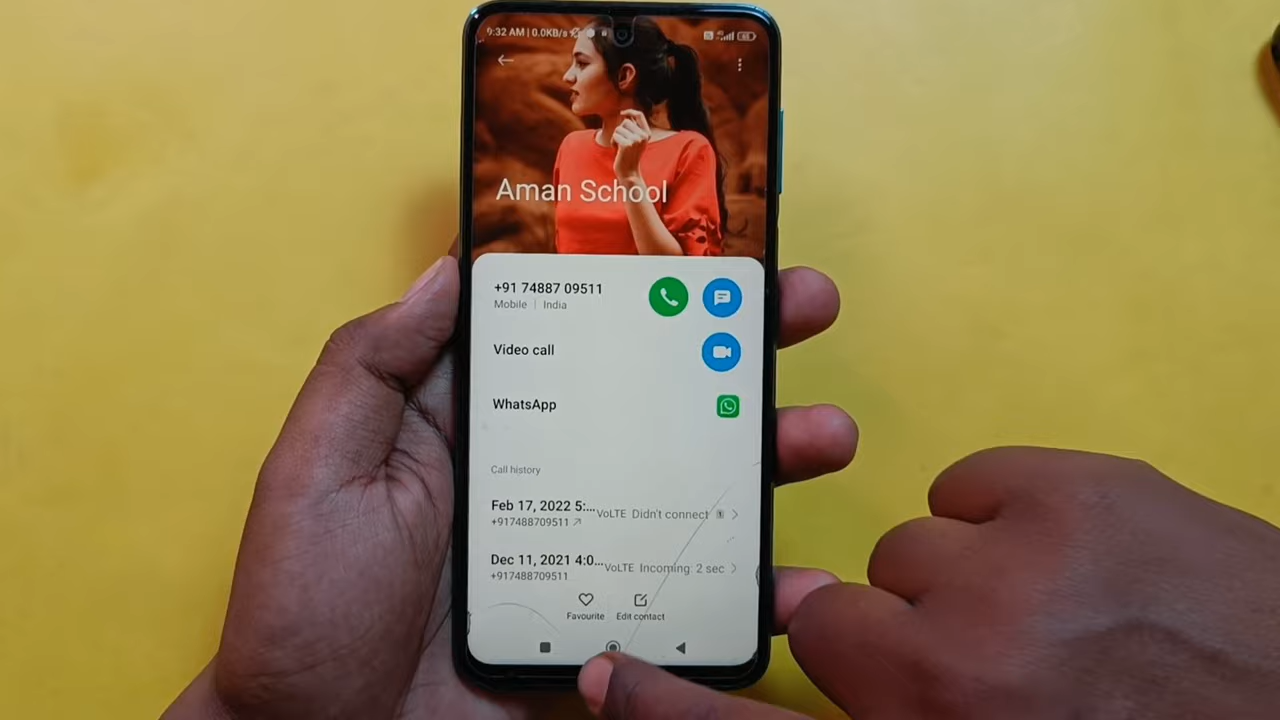 9:32 AM | 0.0KB/s
Aman School
+91 74887 09511
Mobile | India
Video call
WhatsApp
Call history
Feb 17, 2022 5:... VoLTE Didn't connect 1
+917488709511
Dec 11, 2021 4:0... VoLTE Incoming: 2 sec
+917488709511
Favourite Edit contact